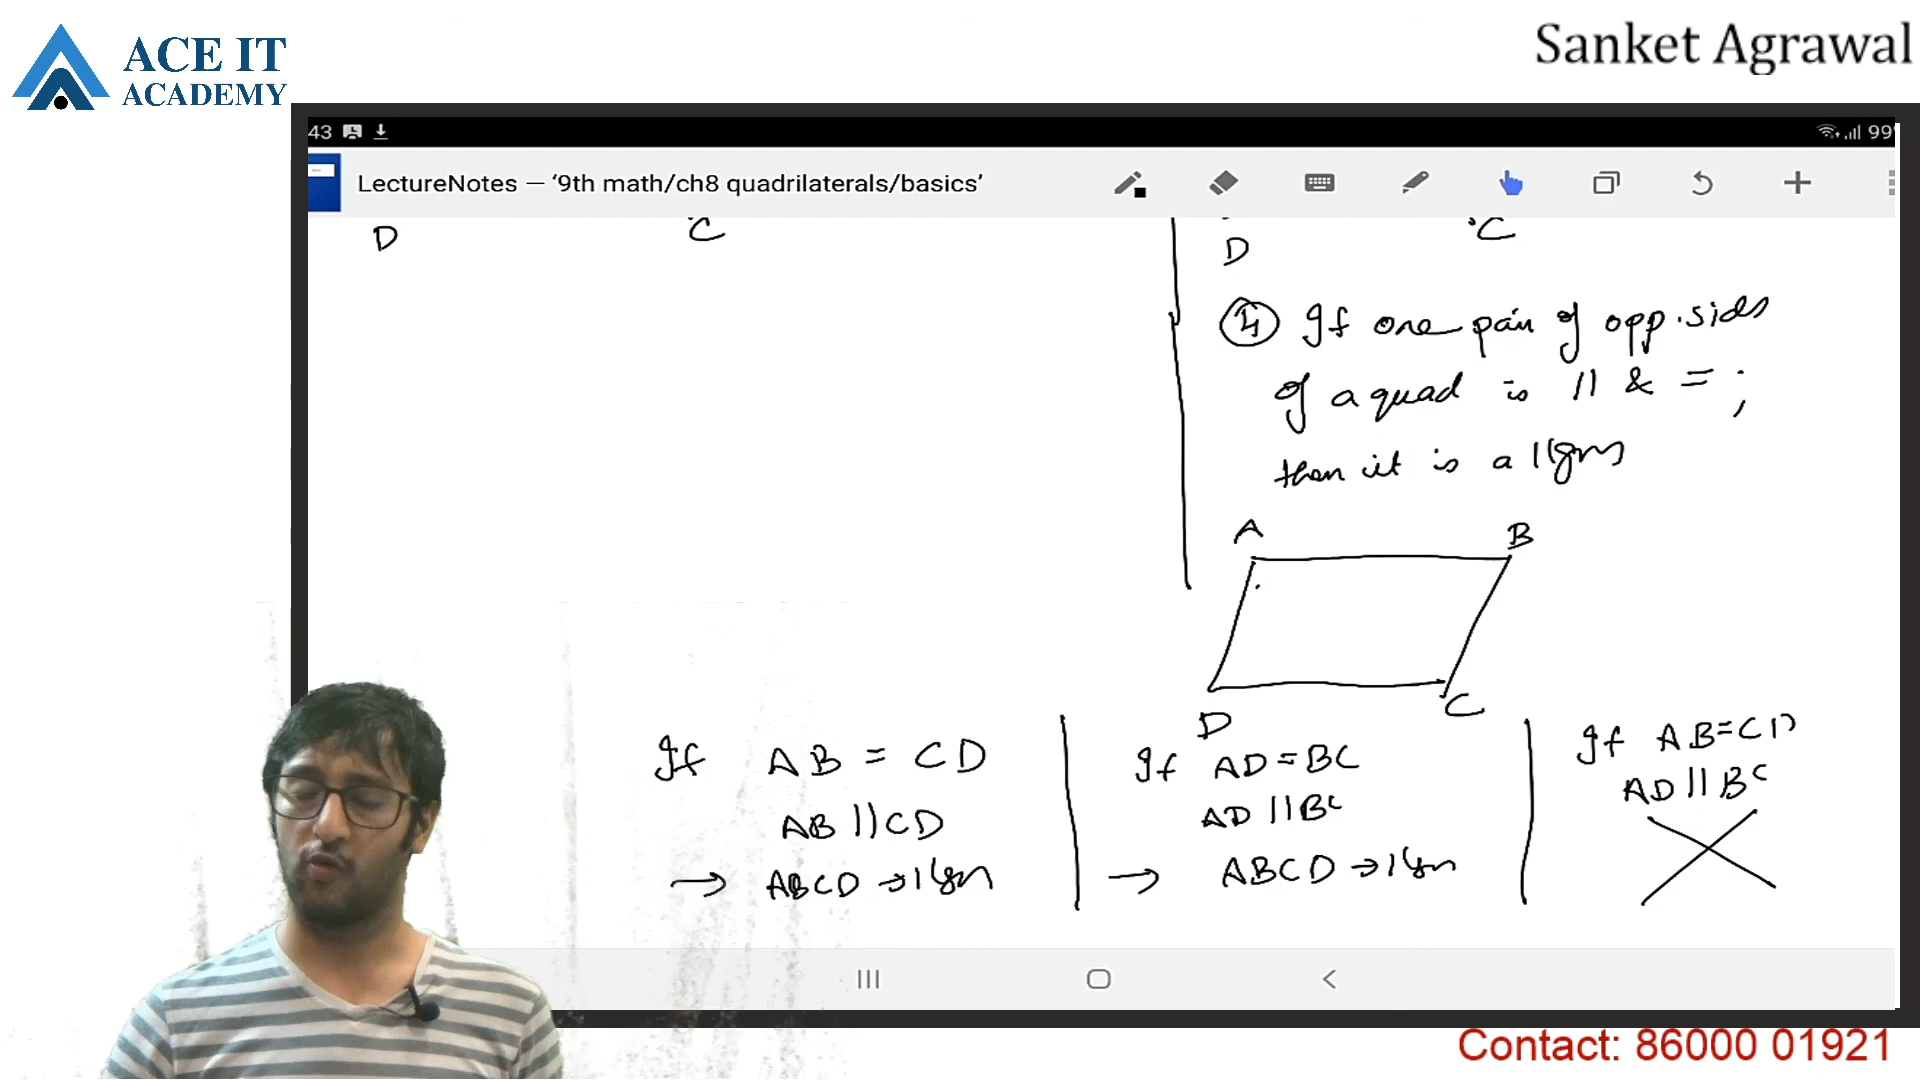 ACE IT
ACADEMY
Sanket Agrawal
43
99
LectureNotes — ‘9th math/ch8 quadrilaterals/basics’
D C
D C
4 If one pair of opp. sides
of a quad is || & = ;
then it is a ||gm
A B
D C
If AB = CD
AB || CD
→ ABCD → ||gm
If AD = BC
AD || BC
→ ABCD → ||gm
If AB = CD
AD || BC
Contact: 86000 01921